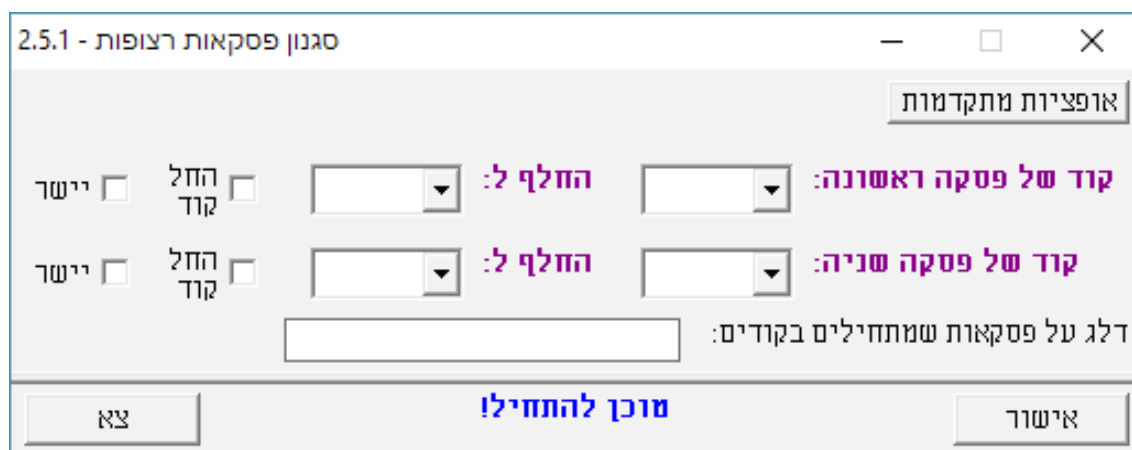 סגנון פסקאות רצופות - 2.5.1
אופציות מתקדמות
קוד של פסקה ראשונה: החלף ל: החל קוד יישר
קוד של פסקה שניה: החלף ל: החל קוד יישר
דלג על פסקאות שמתחילים בקודים:
אישור מוכן להתחיל! צא